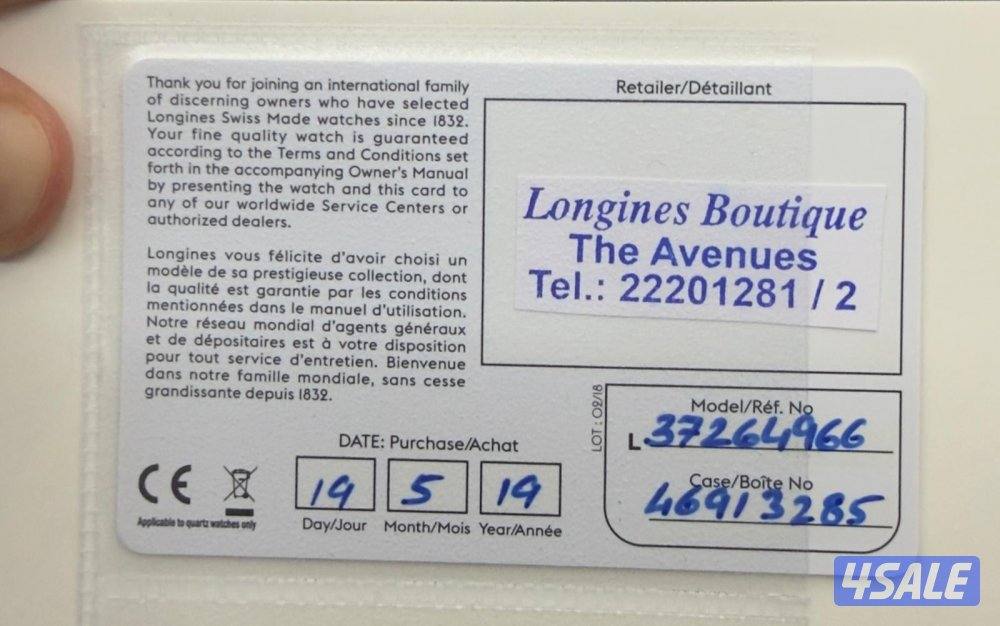 Thank you for joining an international family
of discerning owners who have selected
Longines Swiss Made watches since 1832.
Your fine quality watch is guaranteed
according to the Terms and Conditions set
forth in the accompanying Owner's Manual
by presenting the watch and this card to
any of our worldwide Service Centers or
authorized dealers.
Longines vous félicite d'avoir choisi un
modèle de sa prestigieuse collection, dont
la qualité est garantie par les conditions
mentionnées dans le manuel d'utilisation.
Notre réseau mondial d'agents généraux
et de dépositaires est à votre disposition
pour tout service d'entretien. Bienvenue
dans notre famille mondiale, sans cesse
grandissante depuis 1832.
Retailer/Détaillant
Longines Boutique
The Avenues
Tel.: 22201281 / 2
LOT : 02/18
Model/Réf. No
L 37264966
Case/Boîte No
46913285
DATE: Purchase/Achat
19 5 19
Day/Jour Month/Mois Year/Année
CE
Applicable to quartz watches only
4SALE